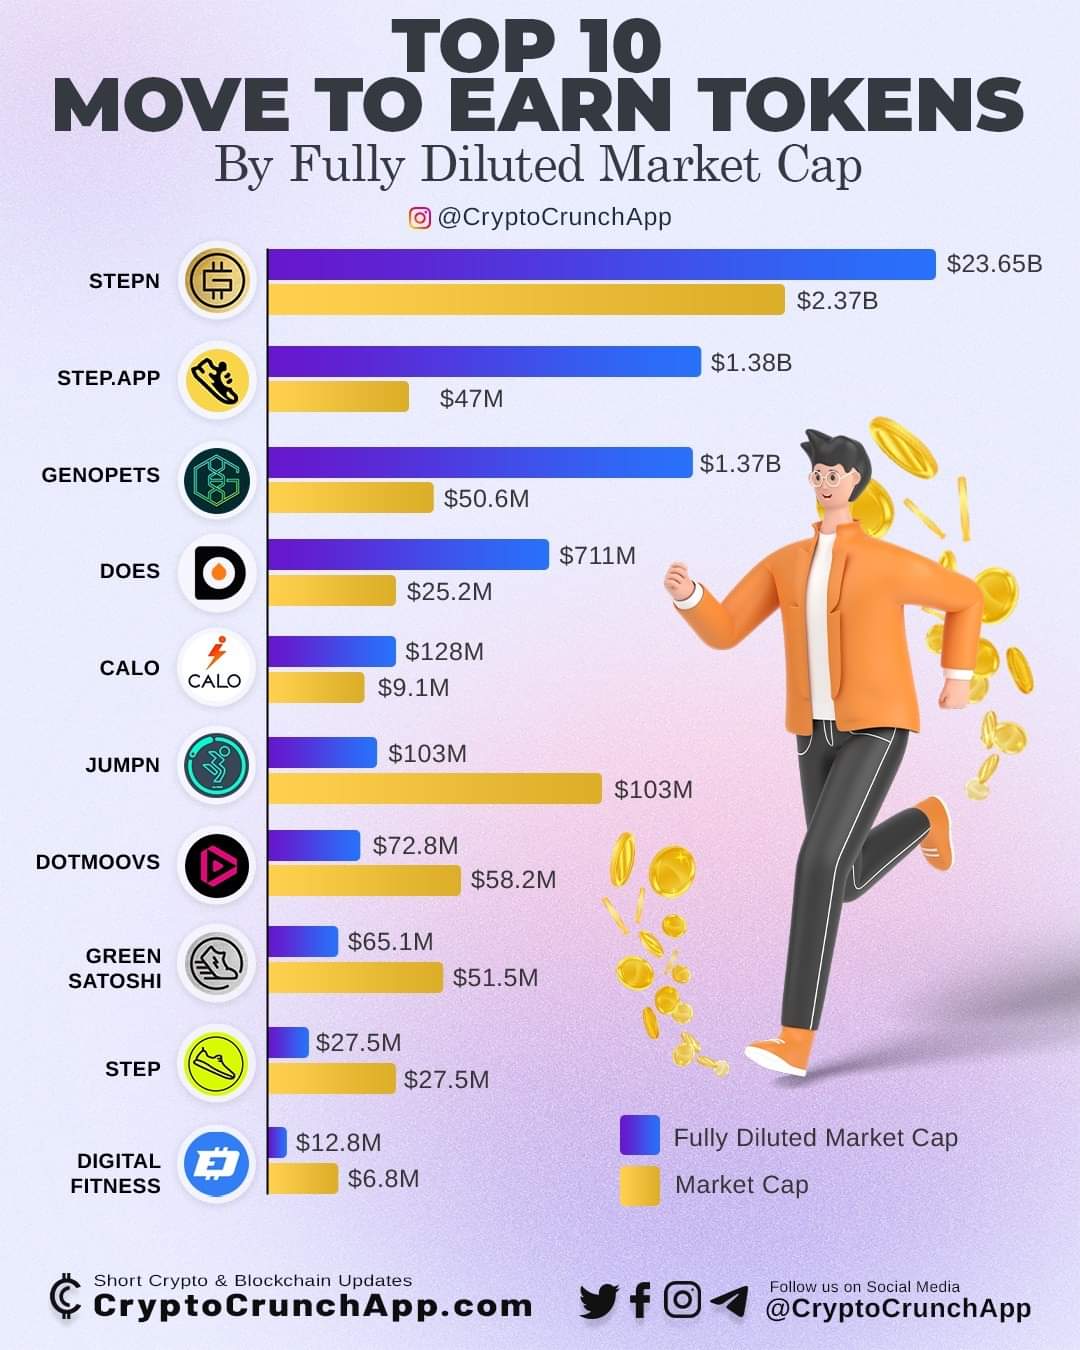 TOP 10
MOVE TO EARN TOKENS
By Fully Diluted Market Cap
@CryptoCrunchApp
STEPN
$23.65B
$2.37B
STEP.APP
$1.38B
$47M
GENOPETS
$1.37B
$50.6M
DOES
$711M
$25.2M
CALO
CALO
$128M
$9.1M
JUMPN
$103M
$103M
DOTMOOVS
$72.8M
$58.2M
GREEN
SATOSHI
$65.1M
$51.5M
STEP
$27.5M
$27.5M
DIGITAL
FITNESS
$12.8M
$6.8M
Fully Diluted Market Cap
Market Cap
Short Crypto & Blockchain Updates
CryptoCrunchApp.com
Follow us on Social Media
@CryptoCrunchApp